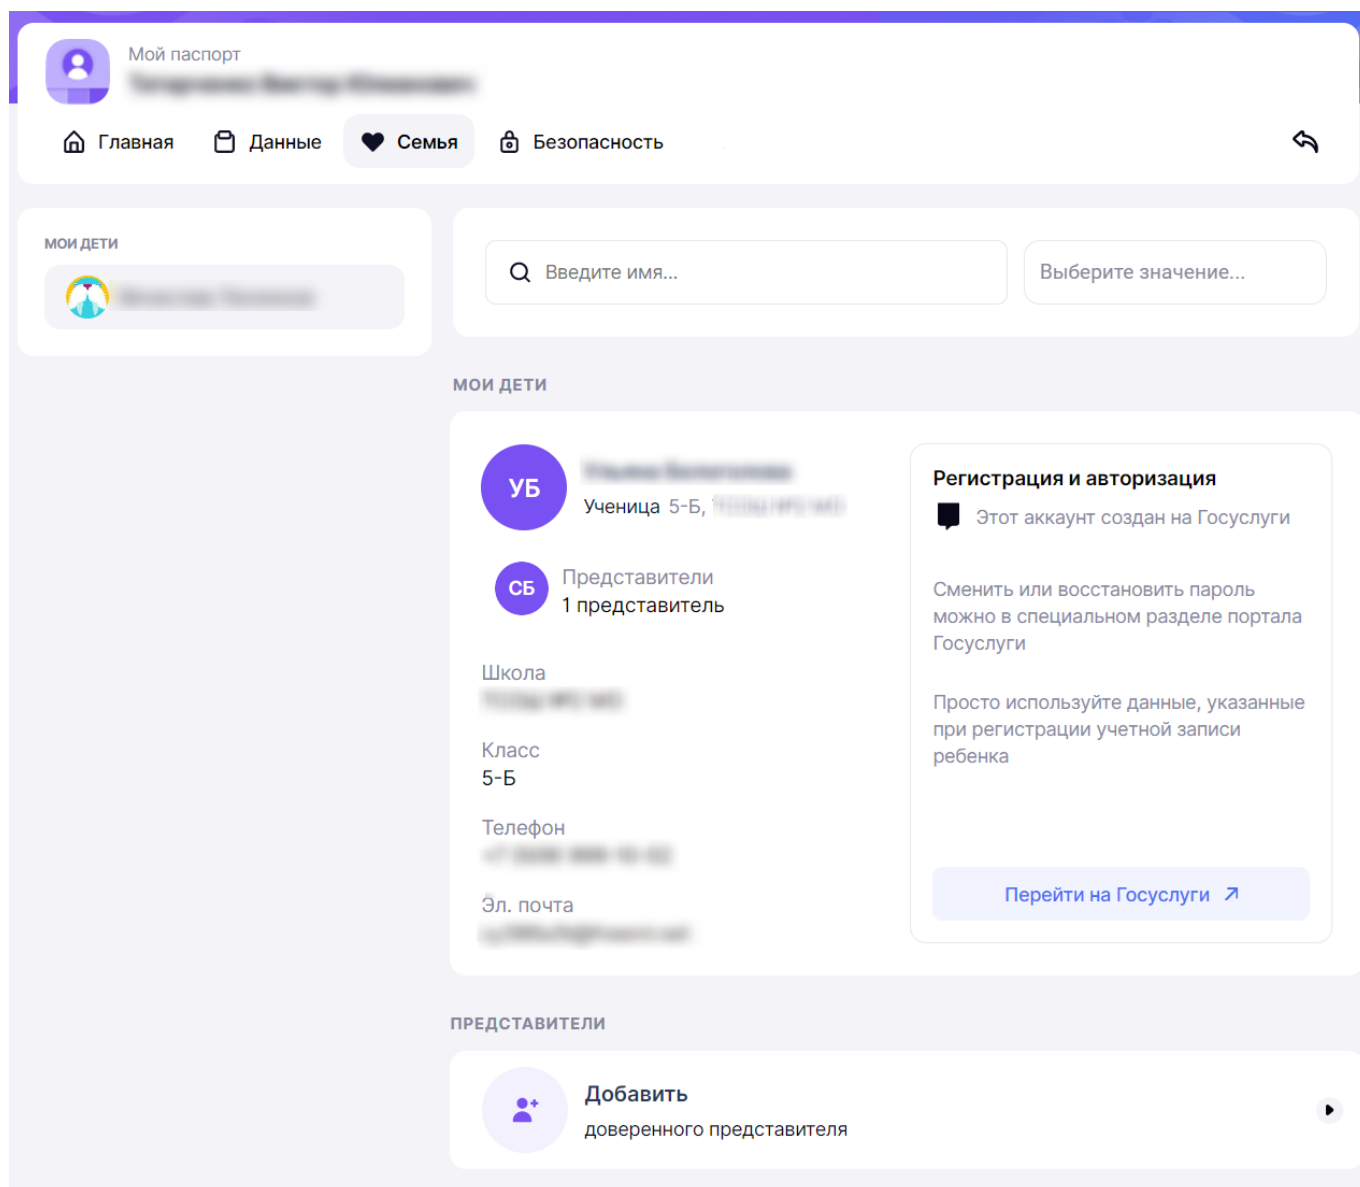 Мой паспорт
Главная
Данные
Семья
Безопасность
МОИ ДЕТИ
Введите имя...
Выберите значение...
МОИ ДЕТИ
УБ
Ученица 5-Б,
СБ
Представители
1 представитель
Школа
Класс
5-Б
Телефон
Эл. почта
Регистрация и авторизация
Этот аккаунт создан на Госуслуги
Сменить или восстановить пароль
можно в специальном разделе портала
Госуслуги
Просто используйте данные, указанные
при регистрации учетной записи
ребенка
Перейти на Госуслуги
ПРЕДСТАВИТЕЛИ
Добавить
доверенного представителя